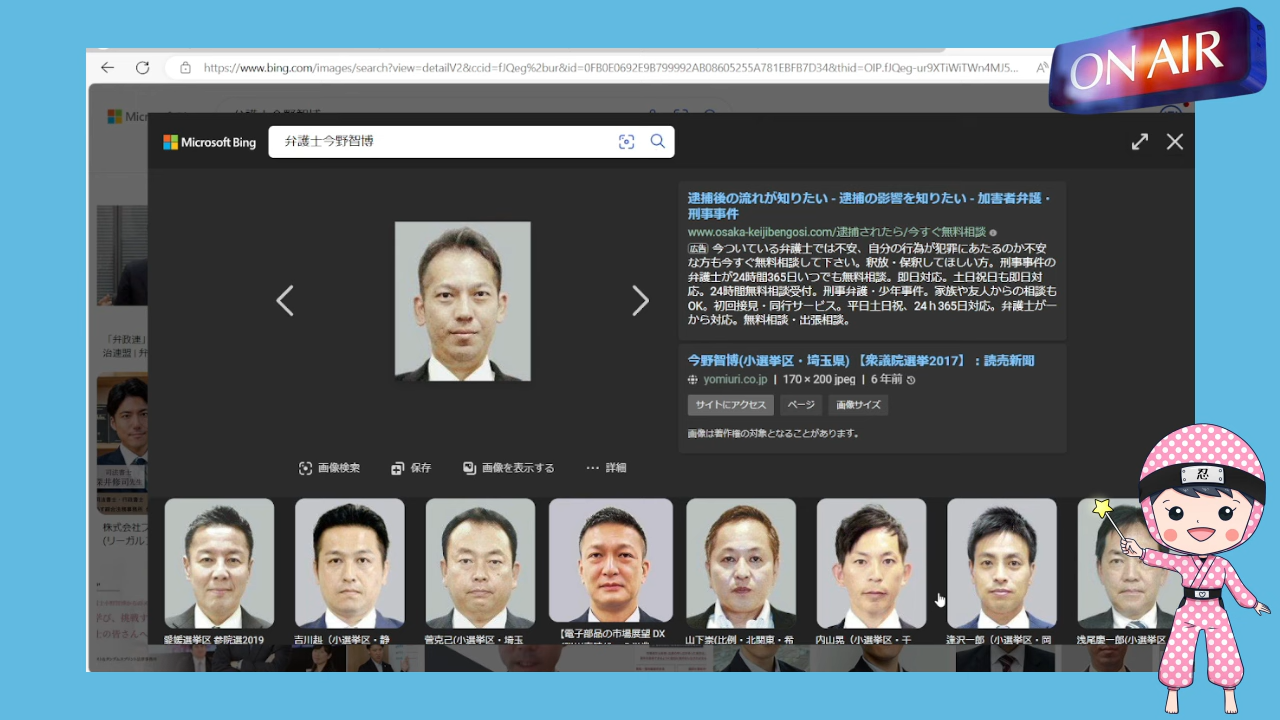 ON AIR
https://www.bing.com/images/search?view=detailV2&ccid=fJQeg%2bur&id=0FB0E0692E9B799992AB08605255A781EBFB7D34&thid=OIP.fJQeg-ur9XTiWiTWn4MJ5...
Microsoft Bing
弁護士今野智博
逮捕後の流れが知りたい - 逮捕の影響を知りたい - 加害者弁護・
刑事事件
www.osaka-keijibengosi.com/逮捕されたら/今すぐ無料相談
広告 今ついている弁護士では不安、自分の行為が犯罪にあたるのか不安
な方も今すぐ無料相談して下さい。釈放・保釈してほしい方。刑事事件の
弁護士が24時間365日いつでも無料相談。即日対応。土日祝日も即日対
応。24時間無料相談受付。刑事弁護・少年事件。家族や友人からの相談も
OK。初回接見・同行サービス。平日土日祝、24ｈ365日対応。弁護士が一
から対応。無料相談・出張相談。
今野智博(小選挙区・埼玉県) 【衆議院選挙2017】 : 読売新聞
yomiuri.co.jp | 170 × 200 jpeg | 6 年前
サイトにアクセス ページ 画像サイズ
画像は著作権の対象となることがあります。
画像検索 保存 画像を表示する ··· 詳細
「弁政連」
治連盟 | 弁
株式会社フ
(リーガル
愛媛選挙区 参院選2019
吉川赳（小選挙区・静
菅克己(小選挙区・埼玉
【電子部品の市場展望 DX
山下崇(比例・北関東・希
内山晃（小選挙区・千
逢沢一郎（小選挙区・岡
浅尾慶一郎(小選挙区
忍